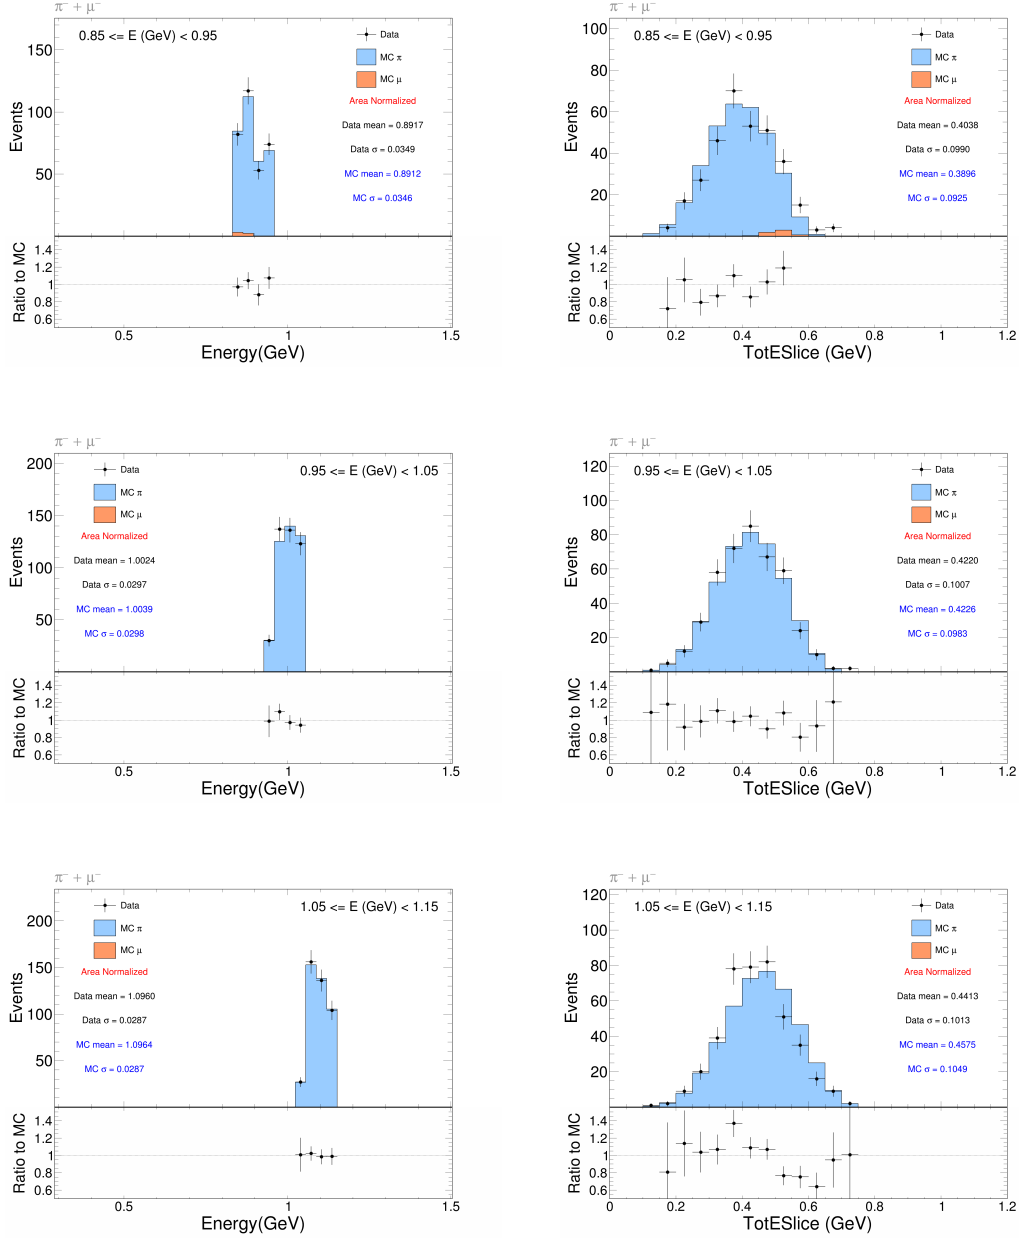 π⁻ + μ⁻
0.85 <= E (GeV) < 0.95
Data
MC π
MC μ
Area Normalized
Data mean = 0.8917
Data σ = 0.0349
MC mean = 0.8912
MC σ = 0.0346
Events
150
100
50
Ratio to MC
1.4
1.2
1
0.8
0.6
0.5
1
1.5
Energy(GeV)
π⁻ + μ⁻
0.85 <= E (GeV) < 0.95
Data
MC π
MC μ
Area Normalized
Data mean = 0.4038
Data σ = 0.0990
MC mean = 0.3896
MC σ = 0.0925
Events
100
80
60
40
20
Ratio to MC
1.4
1.2
1
0.8
0.6
0
0.2
0.4
0.6
0.8
1
1.2
TotESlice (GeV)
π⁻ + μ⁻
0.95 <= E (GeV) < 1.05
Data
MC π
MC μ
Area Normalized
Data mean = 1.0024
Data σ = 0.0297
MC mean = 1.0039
MC σ = 0.0298
Events
200
150
100
50
Ratio to MC
1.4
1.2
1
0.8
0.6
0.5
1
1.5
Energy(GeV)
π⁻ + μ⁻
0.95 <= E (GeV) < 1.05
Data
MC π
MC μ
Area Normalized
Data mean = 0.4220
Data σ = 0.1007
MC mean = 0.4226
MC σ = 0.0983
Events
120
100
80
60
40
20
Ratio to MC
1.4
1.2
1
0.8
0.6
0
0.2
0.4
0.6
0.8
1
1.2
TotESlice (GeV)
π⁻ + μ⁻
1.05 <= E (GeV) < 1.15
Data
MC π
MC μ
Area Normalized
Data mean = 1.0960
Data σ = 0.0287
MC mean = 1.0964
MC σ = 0.0287
Events
200
150
100
50
Ratio to MC
1.4
1.2
1
0.8
0.6
0.5
1
1.5
Energy(GeV)
π⁻ + μ⁻
1.05 <= E (GeV) < 1.15
Data
MC π
MC μ
Area Normalized
Data mean = 0.4413
Data σ = 0.1013
MC mean = 0.4575
MC σ = 0.1049
Events
120
100
80
60
40
20
Ratio to MC
1.4
1.2
1
0.8
0.6
0
0.2
0.4
0.6
0.8
1
1.2
TotESlice (GeV)